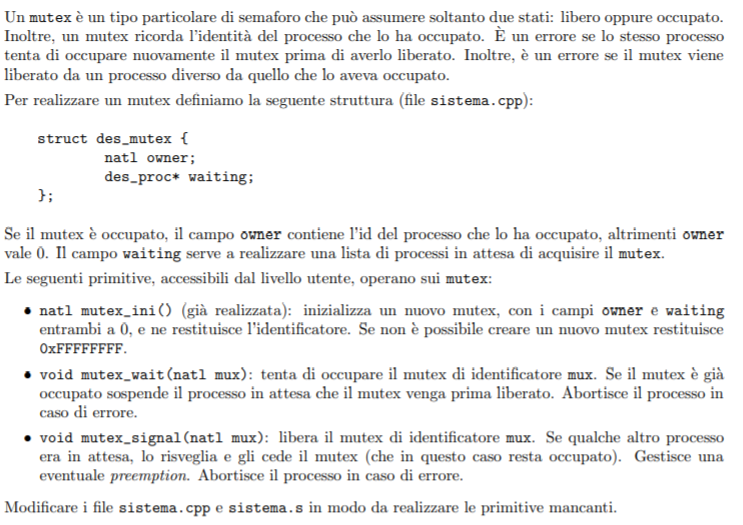 Un mutex è un tipo particolare di semaforo che può assumere soltanto due stati: libero oppure occupato.
Inoltre, un mutex ricorda l'identità del processo che lo ha occupato. È un errore se lo stesso processo
tenta di occupare nuovamente il mutex prima di averlo liberato. Inoltre, è un errore se il mutex viene
liberato da un processo diverso da quello che lo aveva occupato.
Per realizzare un mutex definiamo la seguente struttura (file sistema.cpp):
struct des_mutex {
natl owner;
des_proc* waiting;
};
Se il mutex è occupato, il campo owner contiene l'id del processo che lo ha occupato, altrimenti owner
vale 0. Il campo waiting serve a realizzare una lista di processi in attesa di acquisire il mutex.
Le seguenti primitive, accessibili dal livello utente, operano sui mutex:
• natl mutex_ini() (già realizzata): inizializza un nuovo mutex, con i campi owner e waiting
entrambi a 0, e ne restituisce l'identificatore. Se non è possibile creare un nuovo mutex restituisce
0xFFFFFFFF.
• void mutex_wait(natl mux): tenta di occupare il mutex di identificatore mux. Se il mutex è già
occupato sospende il processo in attesa che il mutex venga prima liberato. Abortisce il processo in
caso di errore.
• void mutex_signal(natl mux): libera il mutex di identificatore mux. Se qualche altro processo
era in attesa, lo risveglia e gli cede il mutex (che in questo caso resta occupato). Gestisce una
eventuale preemption. Abortisce il processo in caso di errore.
Modificare i file sistema.cpp e sistema.s in modo da realizzare le primitive mancanti.